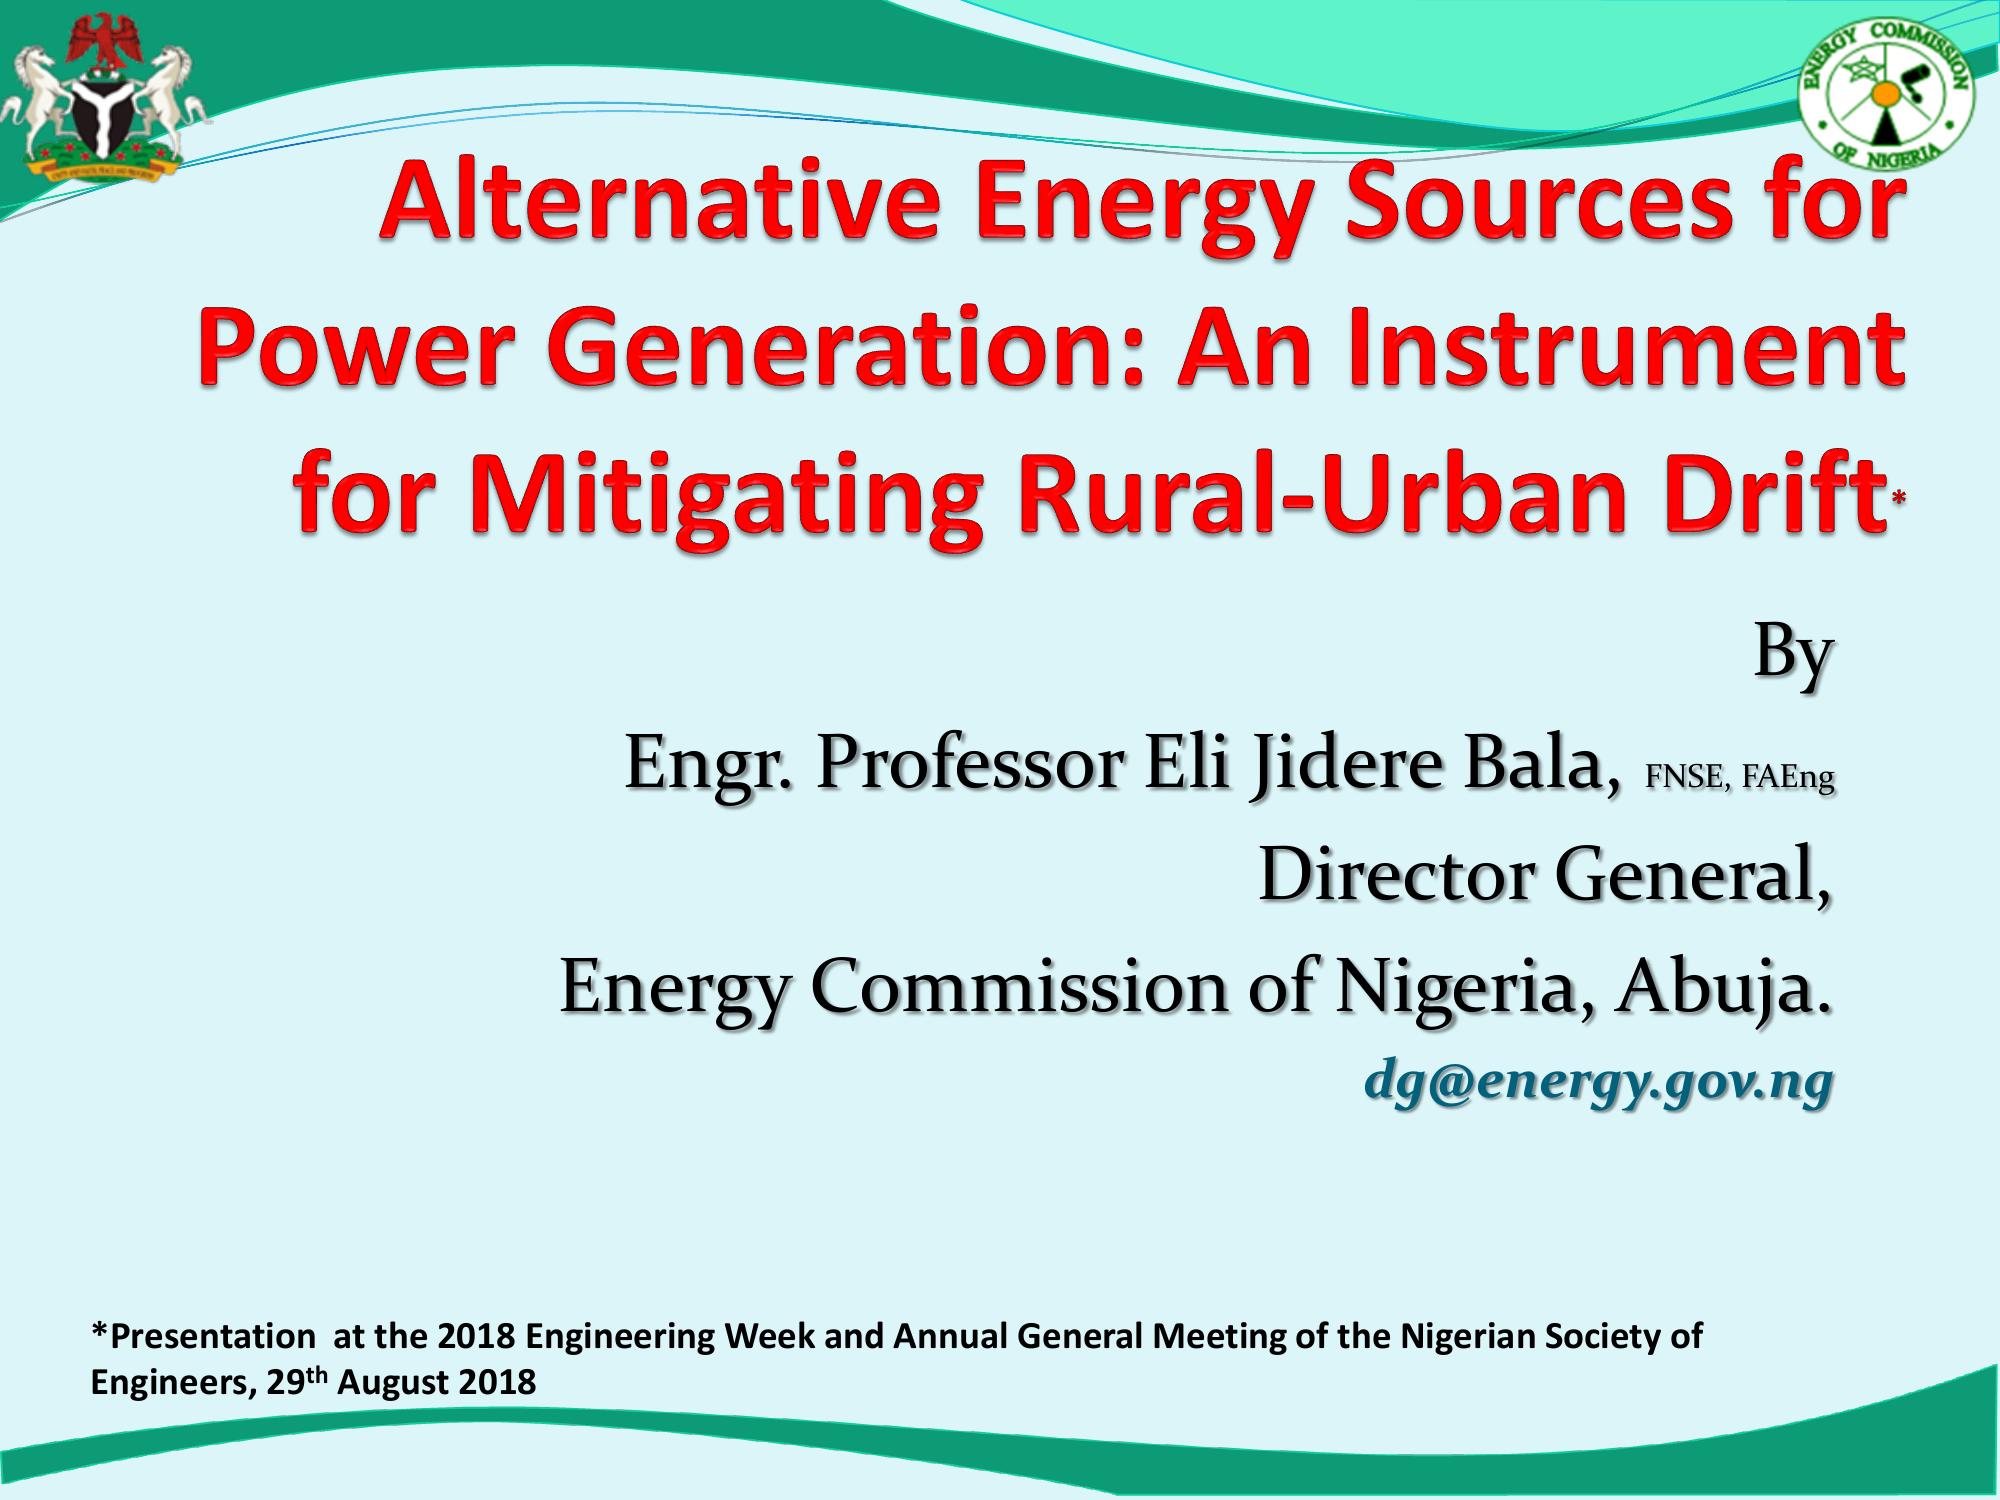 ENERGY COMMISSION
OF NIGERIA
Alternative Energy Sources for
Power Generation: An Instrument
for Mitigating Rural-Urban Drift*
By
Engr. Professor Eli Jidere Bala, FNSE, FAEng
Director General,
Energy Commission of Nigeria, Abuja.
dg@energy.gov.ng
*Presentation at the 2018 Engineering Week and Annual General Meeting of the Nigerian Society of
Engineers, 29th August 2018